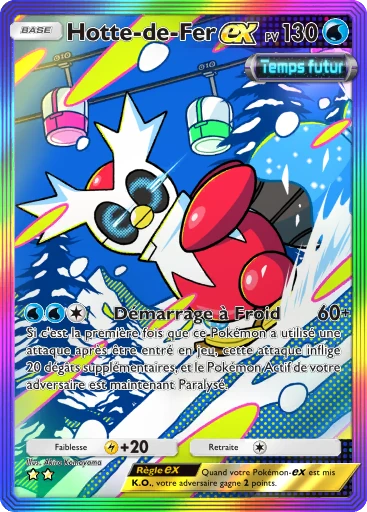 BASE Hotte-de-Fer ex PV 130
Temps futur
Démarrage à Froid 60+
Si c'est la première fois que ce Pokémon a utilisé une
attaque après être entré en jeu, cette attaque inflige
20 dégâts supplémentaires, et le Pokémon Actif de votre
adversaire est maintenant Paralysé.
Faiblesse +20 Retraite
Illus. Akira Komayama
Règle ex Quand votre Pokémon-ex est mis
K.O., votre adversaire gagne 2 points.